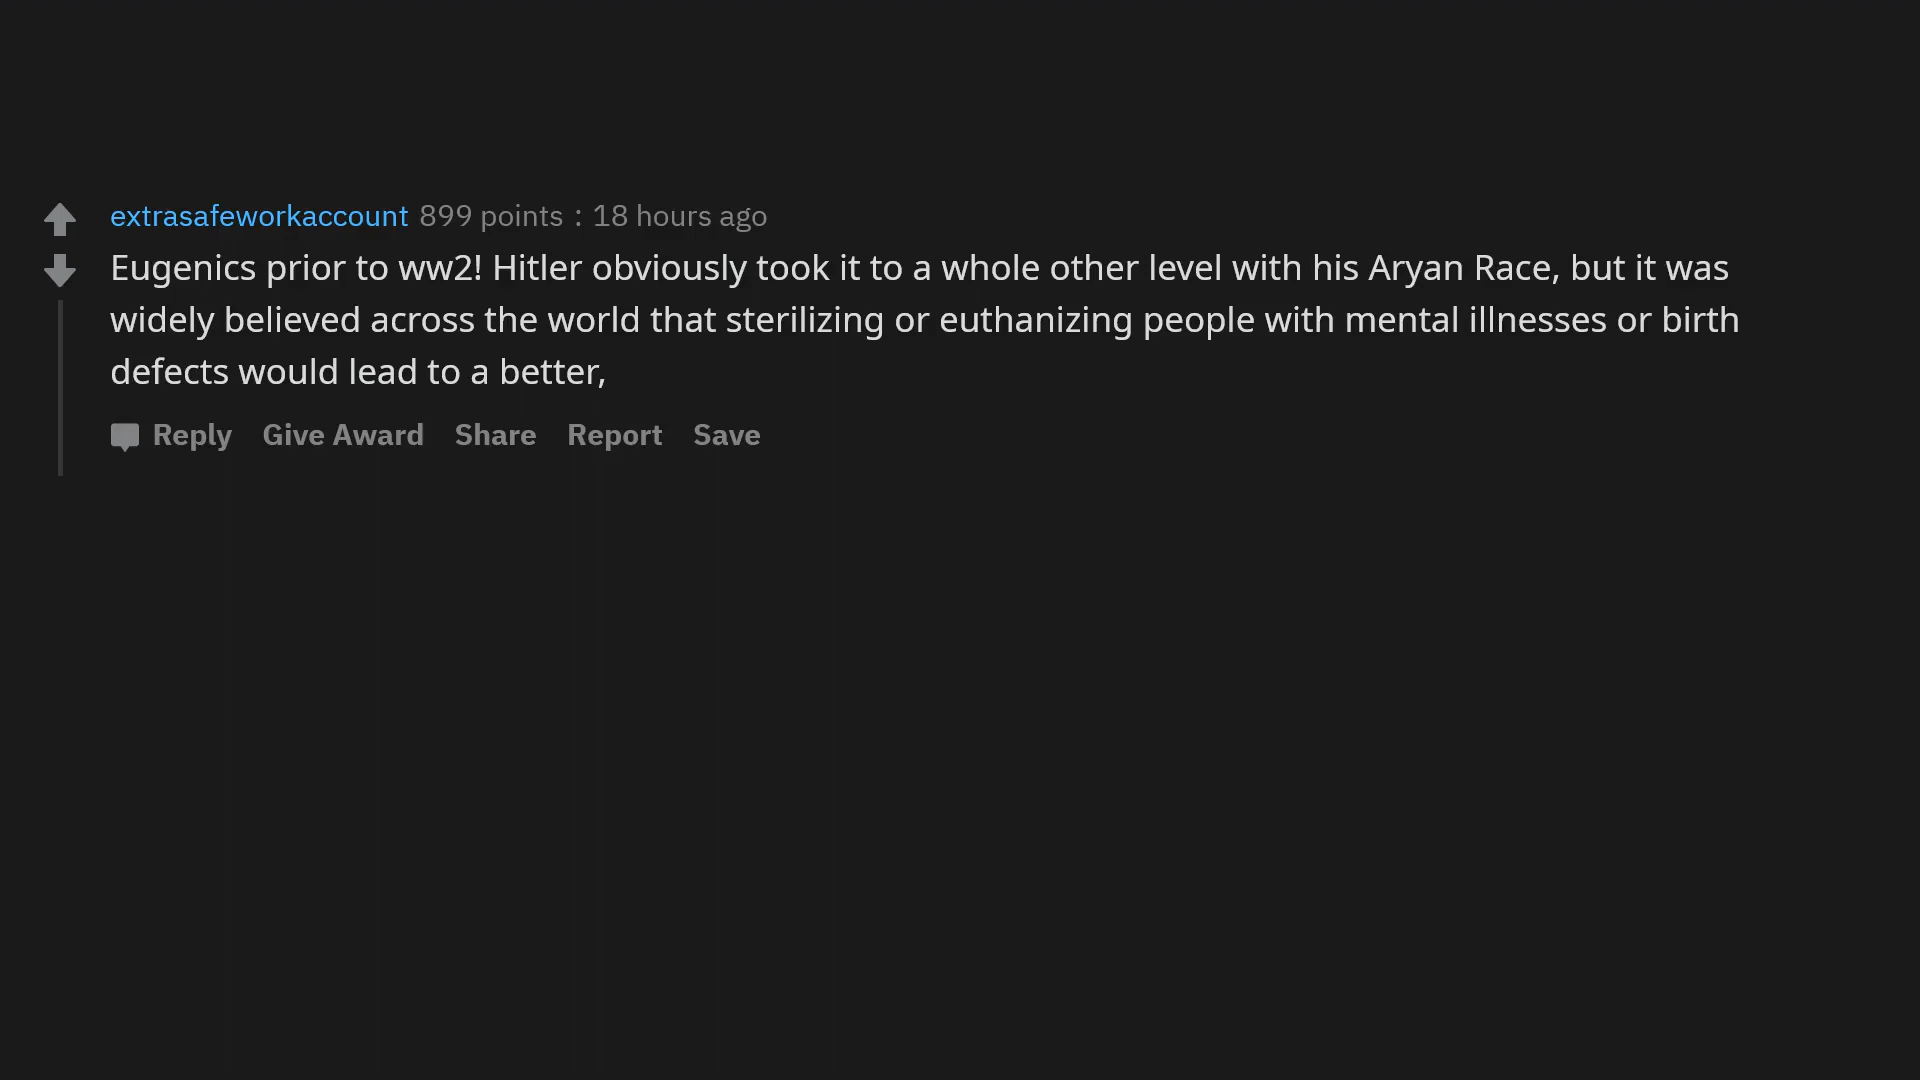 extrasafeworkaccount 899 points : 18 hours ago
Eugenics prior to ww2! Hitler obviously took it to a whole other level with his Aryan Race, but it was
widely believed across the world that sterilizing or euthanizing people with mental illnesses or birth
defects would lead to a better,
Reply Give Award Share Report Save